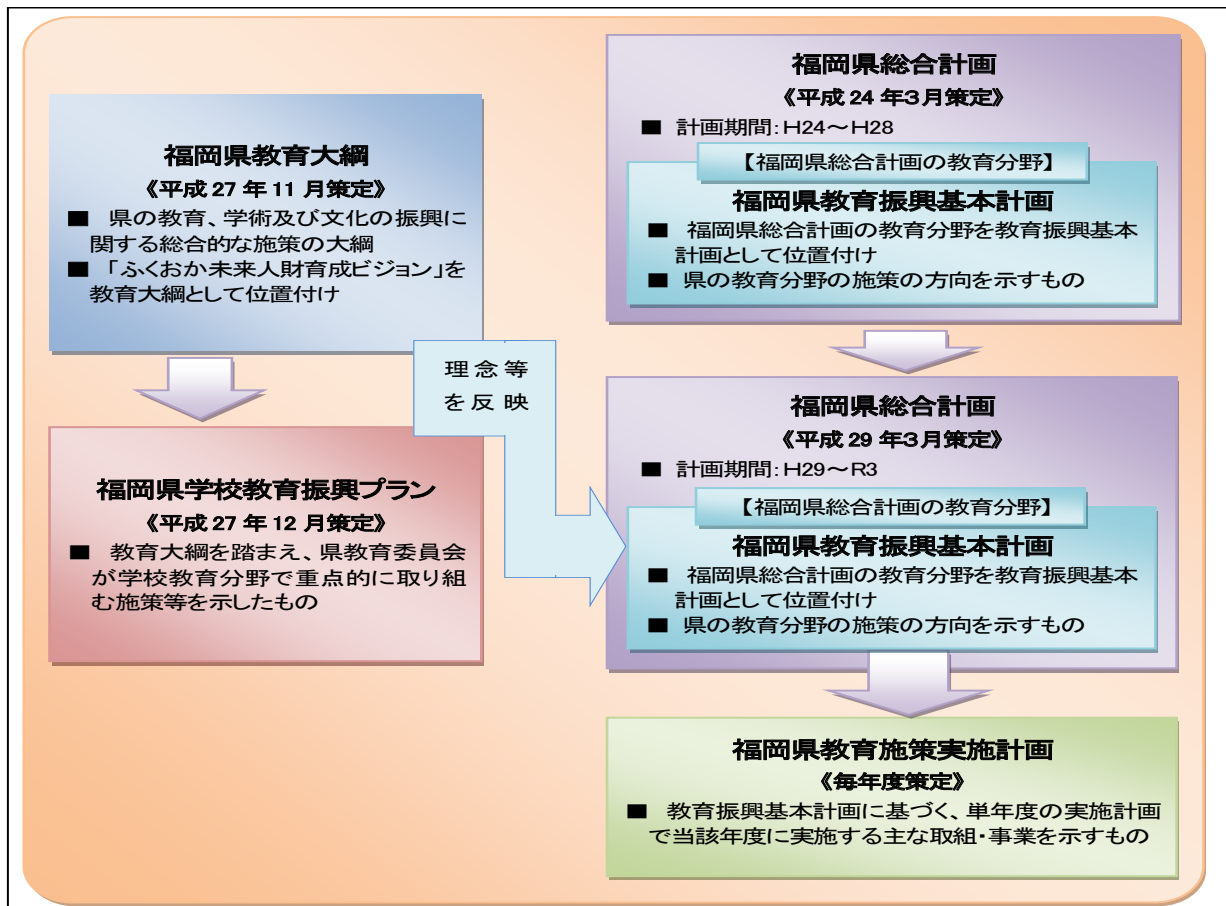 福岡県教育大綱
《平成27年11月策定》
■ 県の教育、学術及び文化の振興に
関する総合的な施策の大綱
■ 「ふくおか未来人財育成ビジョン」を
教育大綱として位置付け
福岡県学校教育振興プラン
《平成27年12月策定》
■ 教育大綱を踏まえ、県教育委員会
が学校教育分野で重点的に取り組
む施策等を示したもの
理念等
を反映
福岡県総合計画
《平成24年3月策定》
■ 計画期間:H24~H28
【福岡県総合計画の教育分野】
福岡県教育振興基本計画
■ 福岡県総合計画の教育分野を教育振興基本
計画として位置付け
■ 県の教育分野の施策の方向を示すもの
福岡県総合計画
《平成29年3月策定》
■ 計画期間:H29~R3
【福岡県総合計画の教育分野】
福岡県教育振興基本計画
■ 福岡県総合計画の教育分野を教育振興基本
計画として位置付け
■ 県の教育分野の施策の方向を示すもの
福岡県教育施策実施計画
《毎年度策定》
■ 教育振興基本計画に基づく、単年度の実施計画
で当該年度に実施する主な取組・事業を示すもの